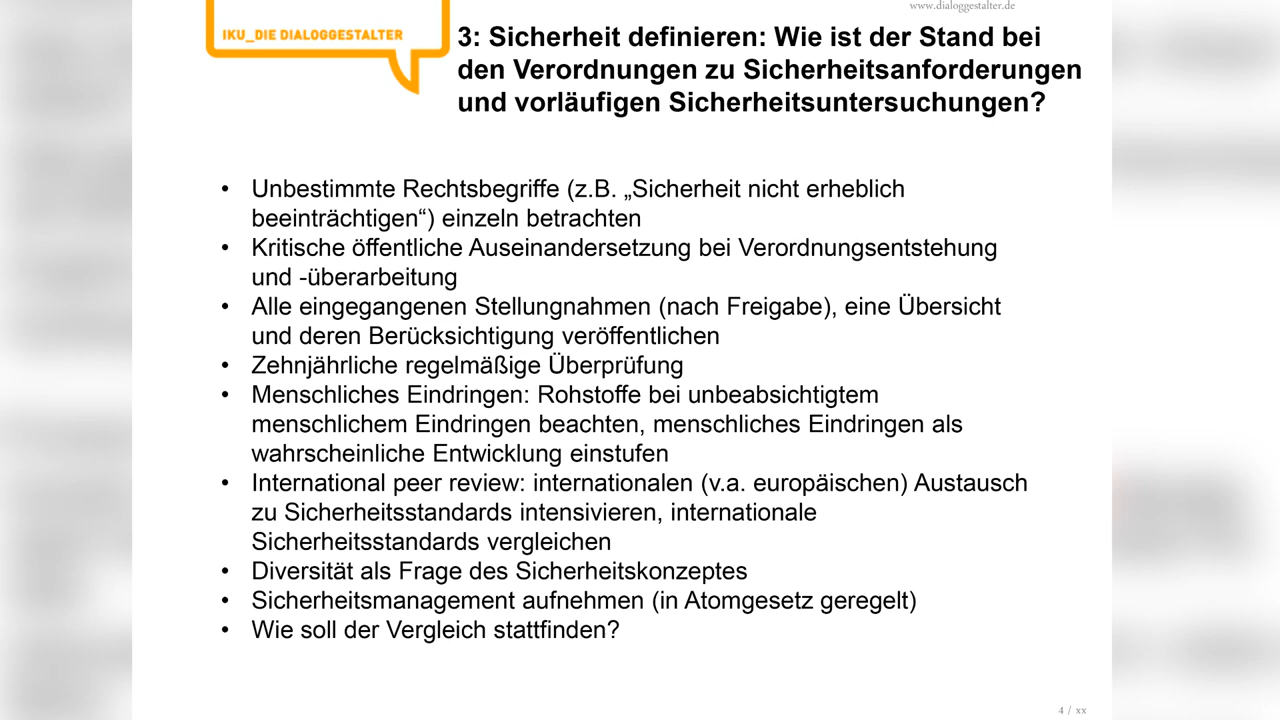 www.dialoggestalter.de
IKU_DIE DIALOGGESTALTER
3: Sicherheit definieren: Wie ist der Stand bei
den Verordnungen zu Sicherheitsanforderungen
und vorläufigen Sicherheitsuntersuchungen?
• Unbestimmte Rechtsbegriffe (z.B. „Sicherheit nicht erheblich
beeinträchtigen“) einzeln betrachten
• Kritische öffentliche Auseinandersetzung bei Verordnungsentstehung
und -überarbeitung
• Alle eingegangenen Stellungnahmen (nach Freigabe), eine Übersicht
und deren Berücksichtigung veröffentlichen
• Zehnjährliche regelmäßige Überprüfung
• Menschliches Eindringen: Rohstoffe bei unbeabsichtigtem
menschlichem Eindringen beachten, menschliches Eindringen als
wahrscheinliche Entwicklung einstufen
• International peer review: internationalen (v.a. europäischen) Austausch
zu Sicherheitsstandards intensivieren, internationale
Sicherheitsstandards vergleichen
• Diversität als Frage des Sicherheitskonzeptes
• Sicherheitsmanagement aufnehmen (in Atomgesetz geregelt)
• Wie soll der Vergleich stattfinden?
4 / xx